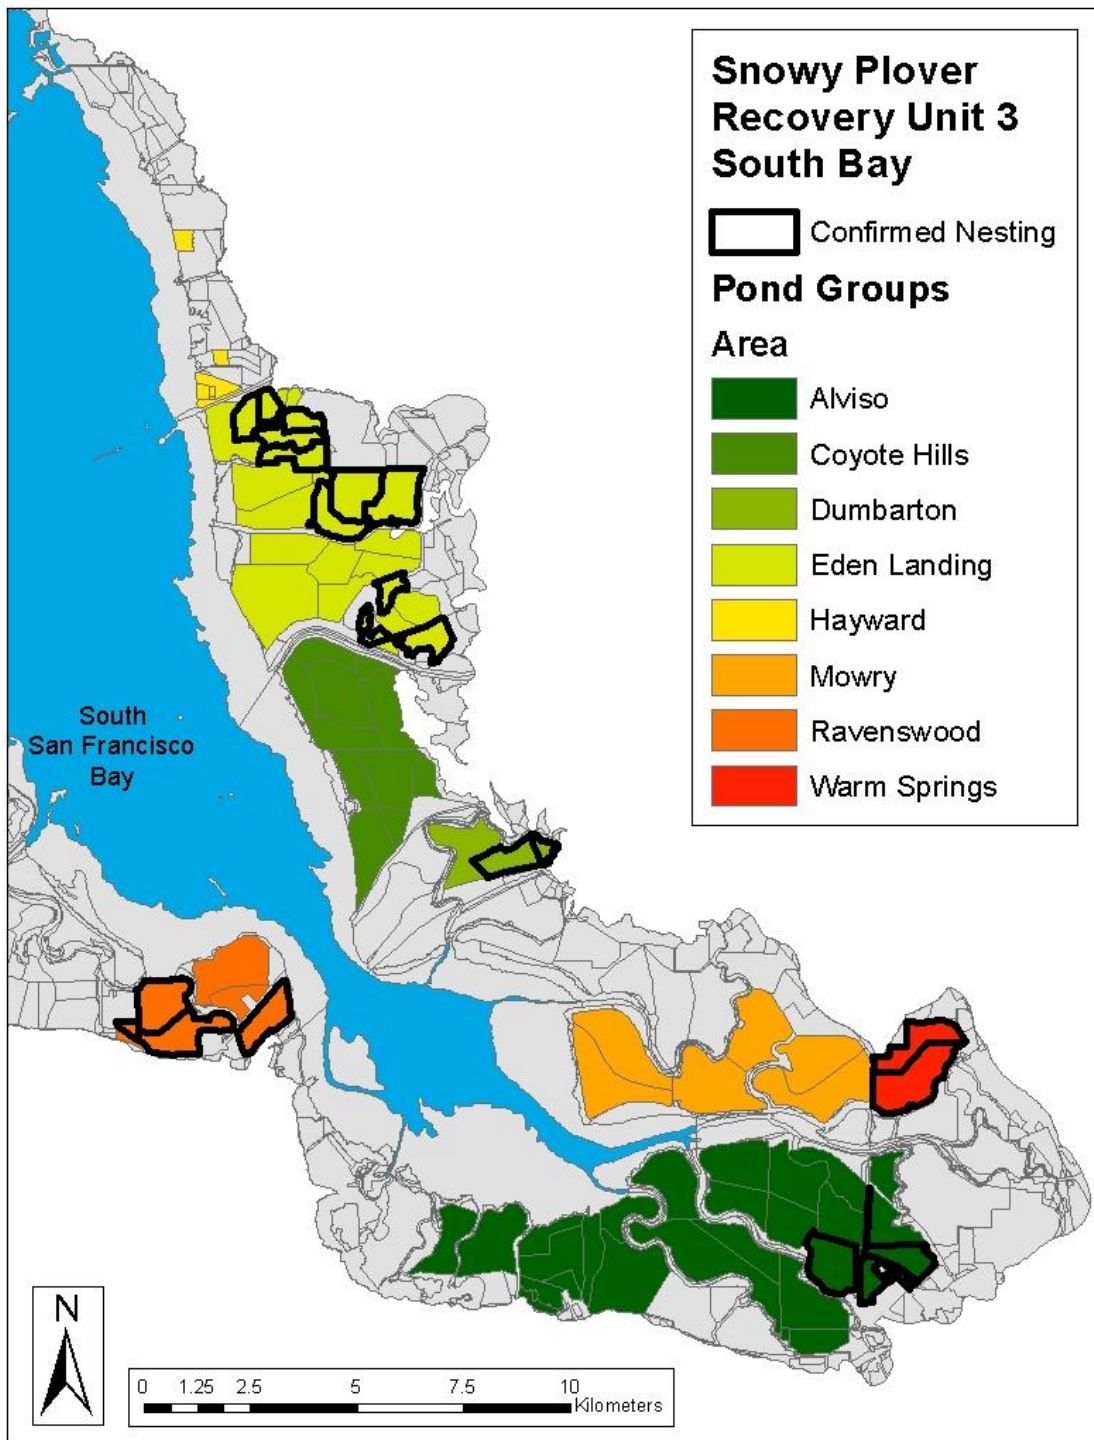 Snowy Plover
Recovery Unit 3
South Bay
Confirmed Nesting
Pond Groups
Area
Alviso
Coyote Hills
Dumbarton
Eden Landing
Hayward
Mowry
Ravenswood
Warm Springs
South
San Francisco
Bay
N
0 1.25 2.5 5 7.5 10
Kilometers